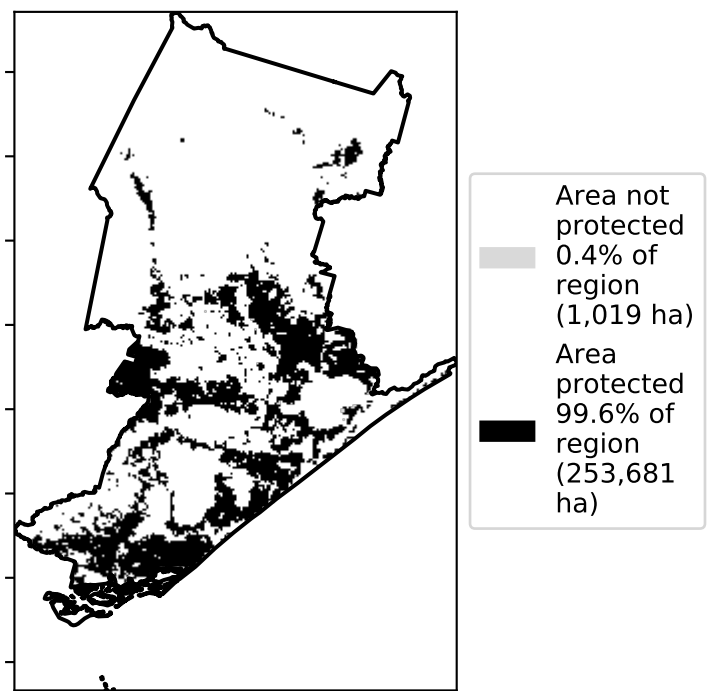 Area not
protected
0.4% of
region
(1,019 ha)
Area
protected
99.6% of
region
(253,681
ha)